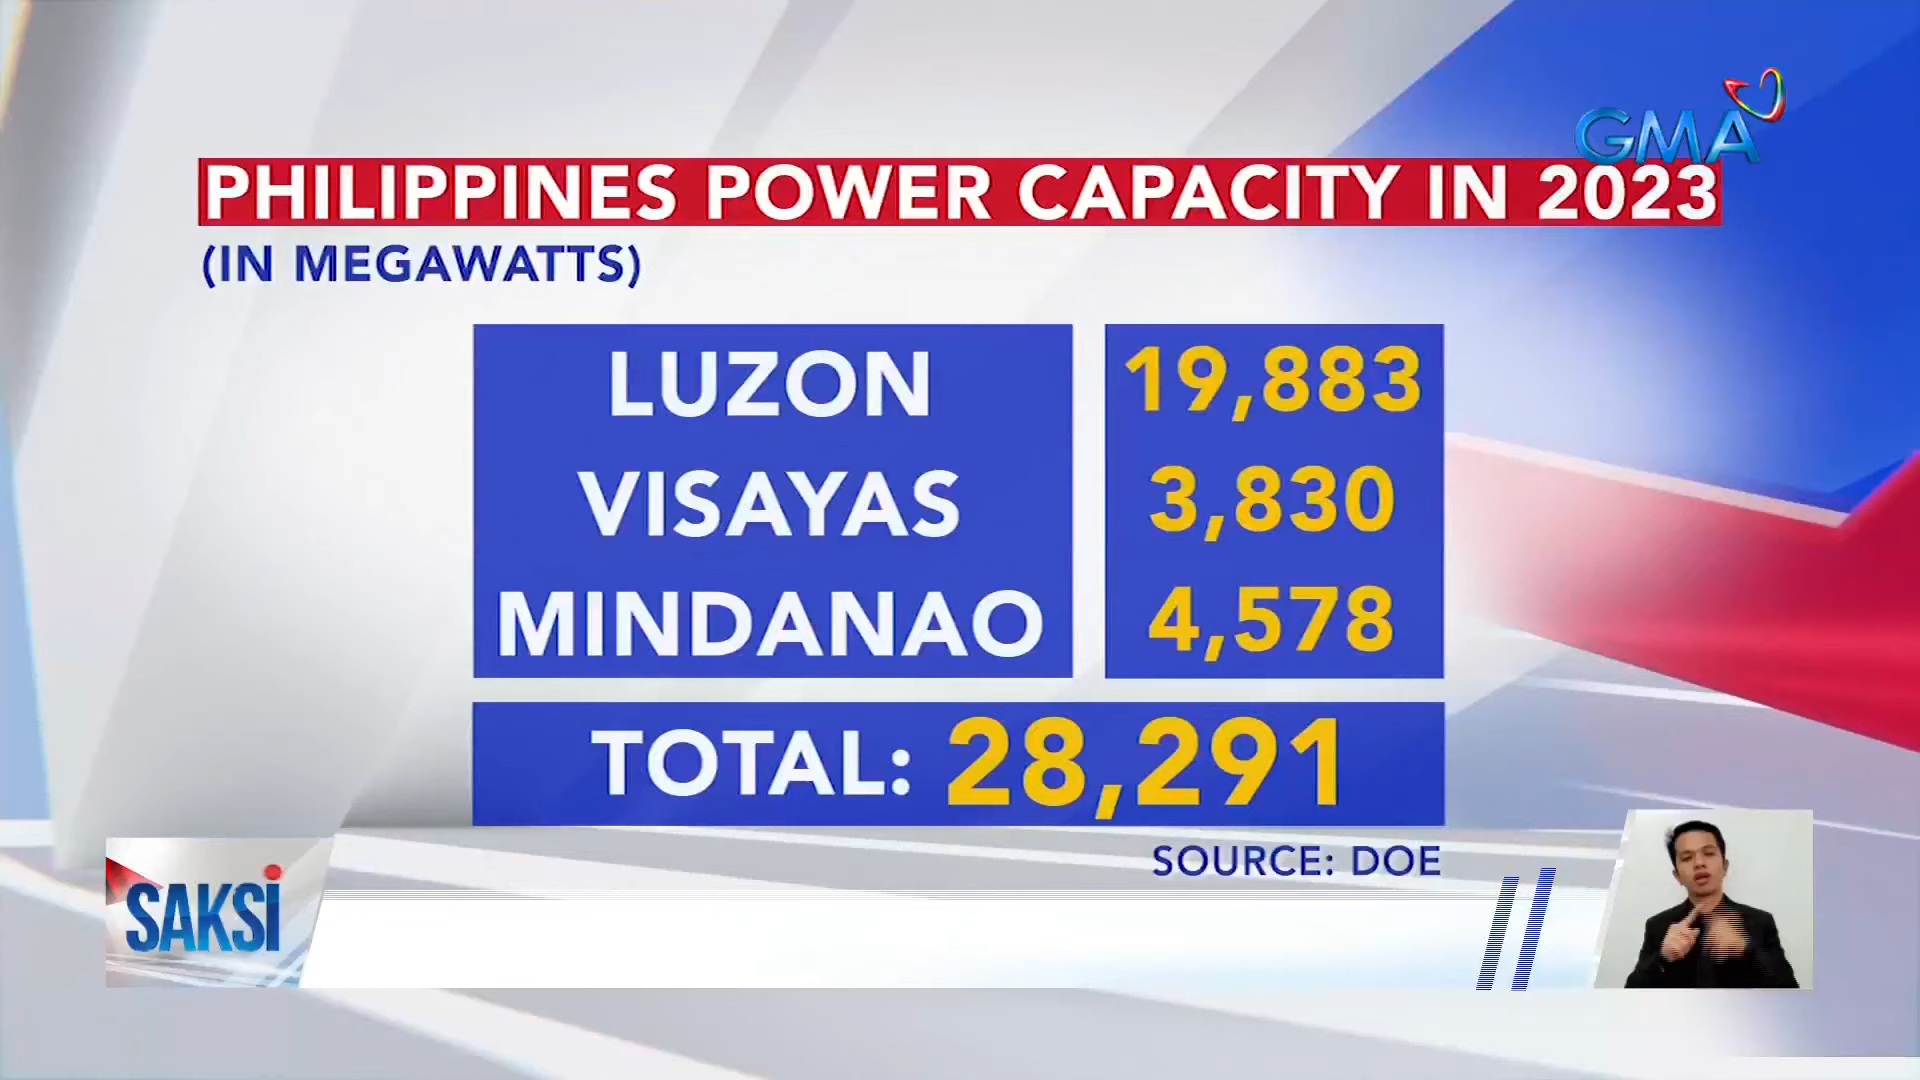 GMA
PHILIPPINES POWER CAPACITY IN 2023
(IN MEGAWATTS)
LUZON 19,883
VISAYAS 3,830
MINDANAO 4,578
TOTAL: 28,291
SOURCE: DOE
SAKSI